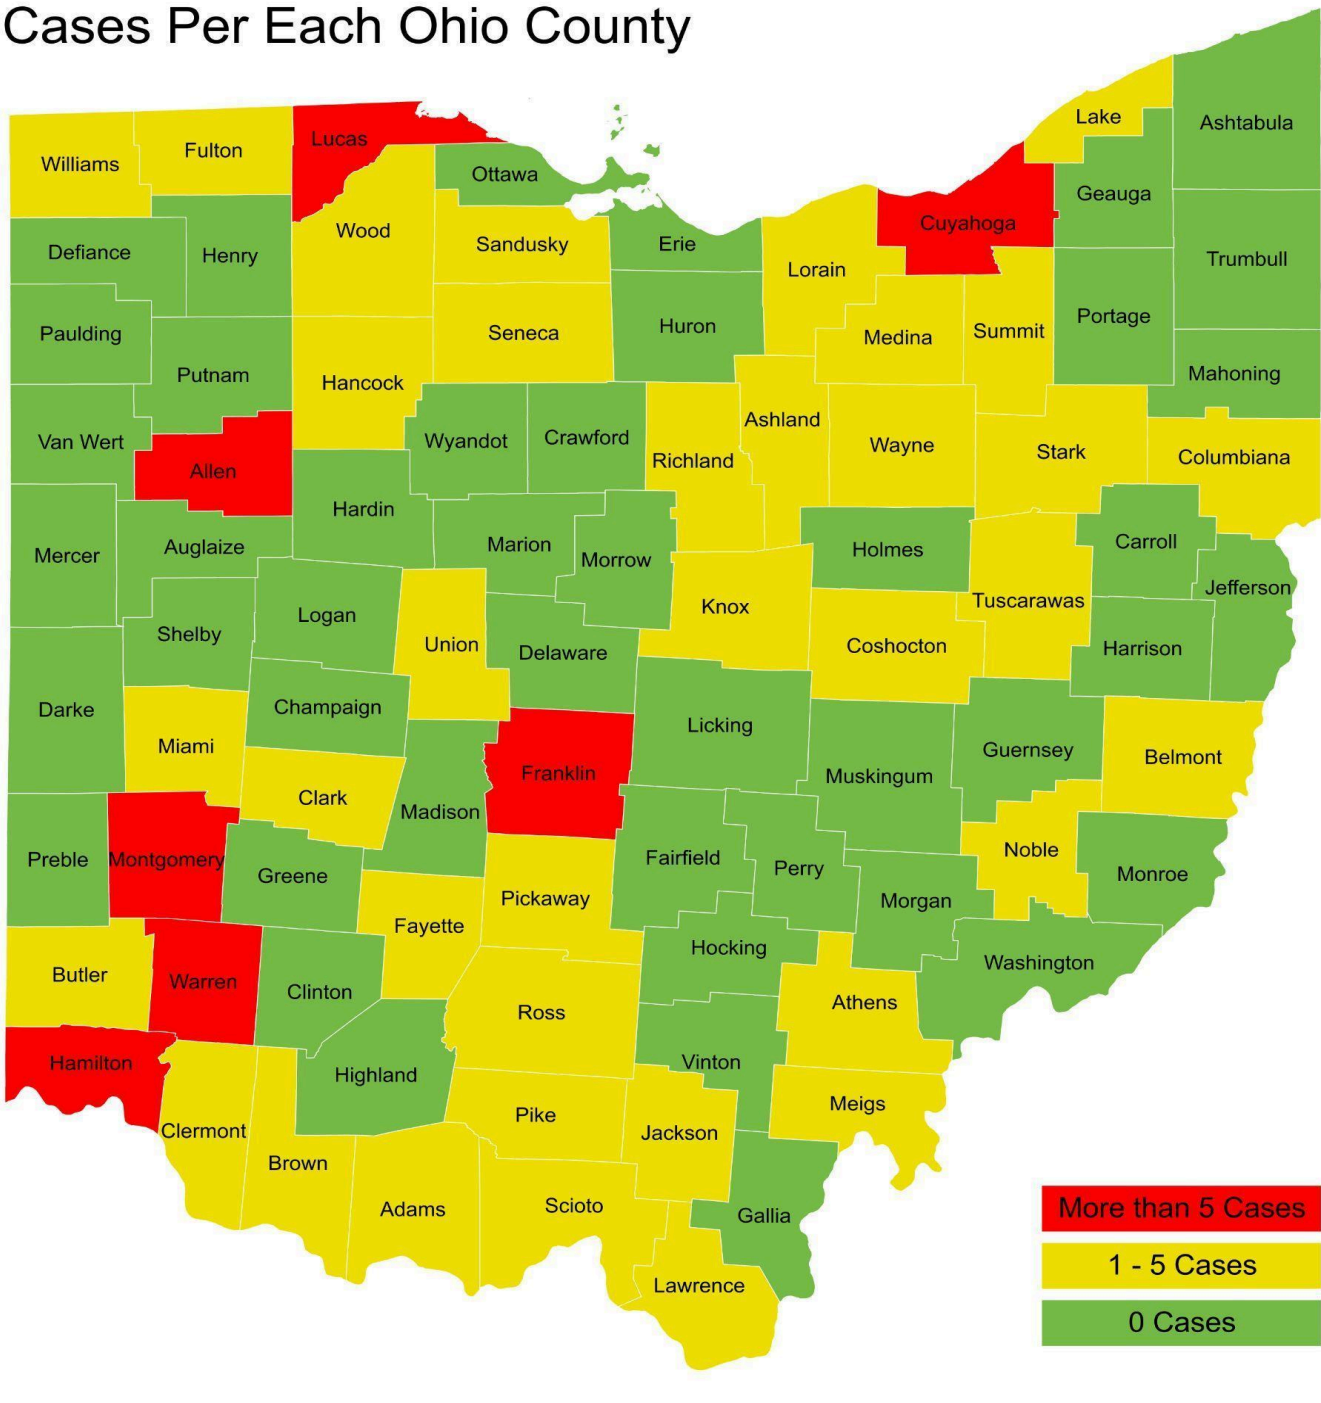 Cases Per Each Ohio County
Ashtabula
Lake
Lucas
Fulton
Williams
Ottawa
Geauga
Cuyahoga
Wood
Sandusky
Erie
Defiance
Henry
Trumbull
Lorain
Portage
Huron
Summit
Medina
Seneca
Paulding
Putnam
Mahoning
Hancock
Ashland
Van Wert
Wyandot
Crawford
Wayne
Stark
Columbiana
Richland
Allen
Hardin
Mercer
Auglaize
Marion
Morrow
Holmes
Carroll
Jefferson
Logan
Knox
Tuscarawas
Shelby
Union
Delaware
Coshocton
Harrison
Darke
Champaign
Licking
Miami
Guernsey
Belmont
Franklin
Muskingum
Clark
Madison
Preble
Montgomery
Greene
Fairfield
Perry
Noble
Monroe
Pickaway
Morgan
Fayette
Hocking
Washington
Butler
Warren
Clinton
Ross
Athens
Hamilton
Highland
Vinton
Meigs
Clermont
Pike
Jackson
Brown
Adams
Scioto
Gallia
Lawrence
More than 5 Cases
1 - 5 Cases
0 Cases